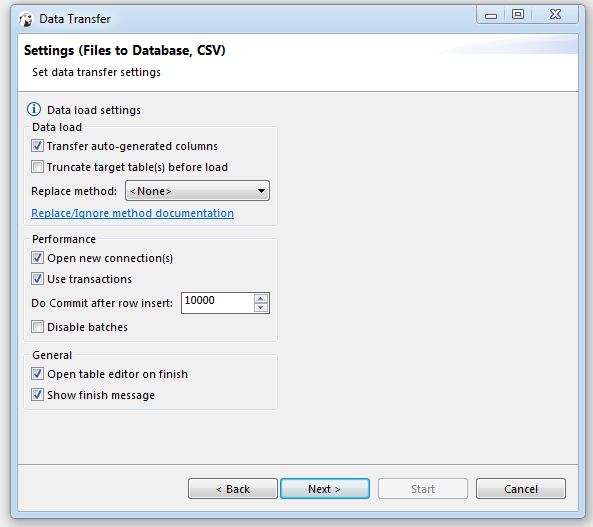 Data Transfer
Settings (Files to Database, CSV)
Set data transfer settings
Data load settings
Data load
Transfer auto-generated columns
Truncate target table(s) before load
Replace method: <None>
Replace/Ignore method documentation
Performance
Open new connection(s)
Use transactions
Do Commit after row insert: 10000
Disable batches
General
Open table editor on finish
Show finish message
< Back Next > Start Cancel